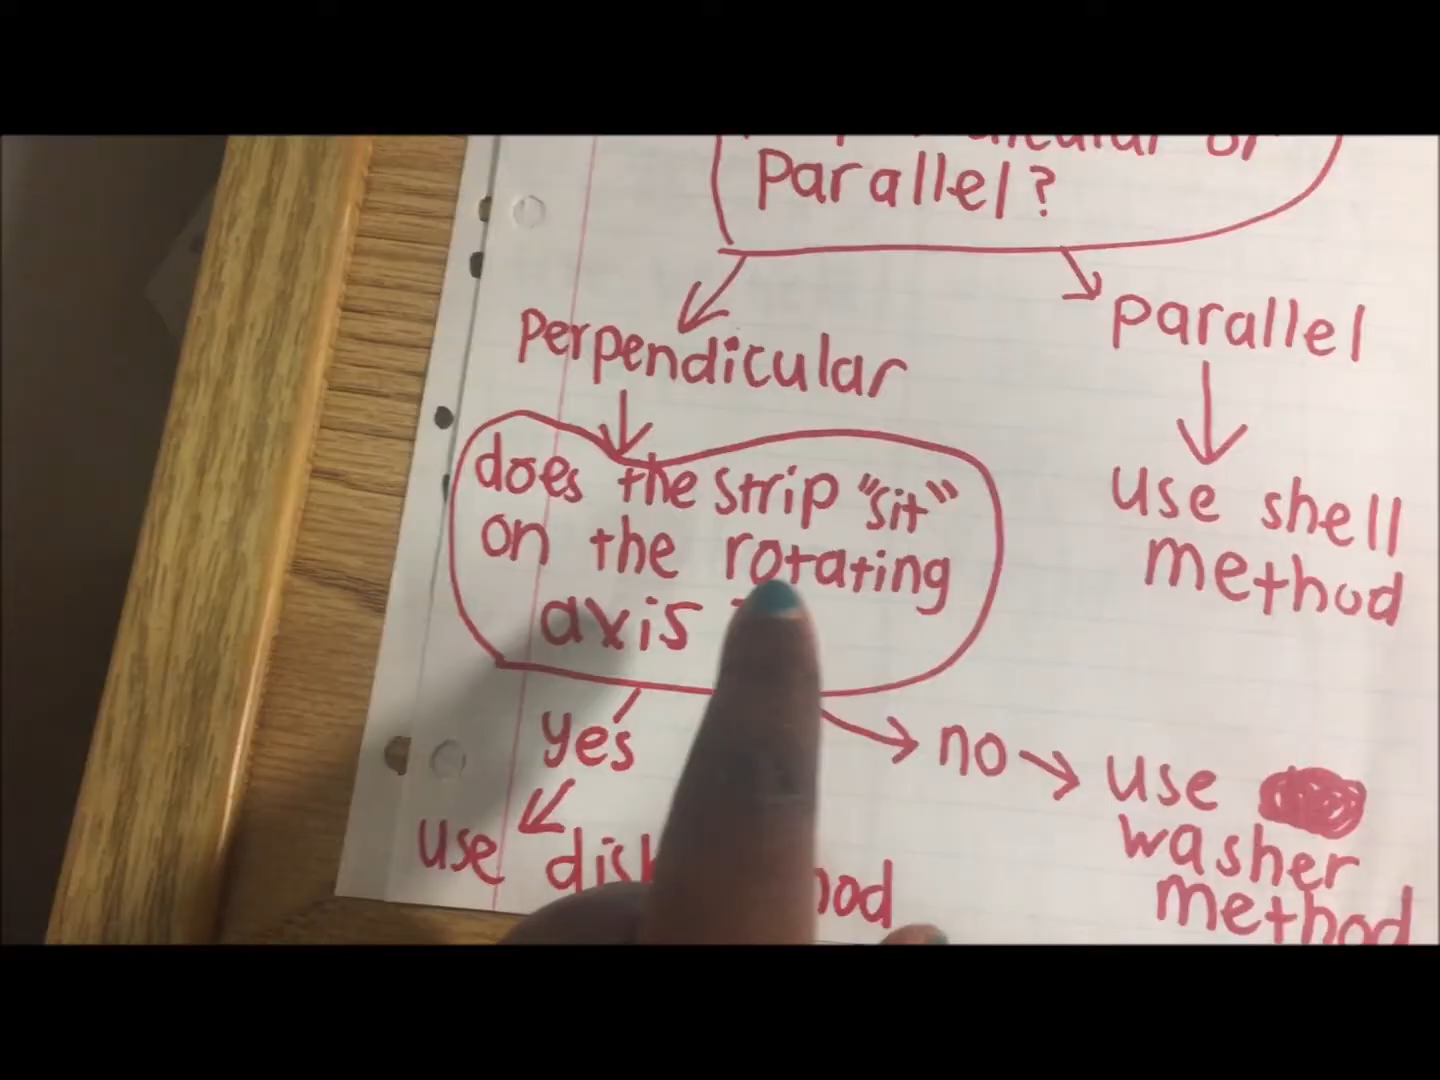 or
Parallel?
perpendicular
parallel
does the strip "sit"
on the rotating
axis
use shell
method
yes
no
use
washer
method
use